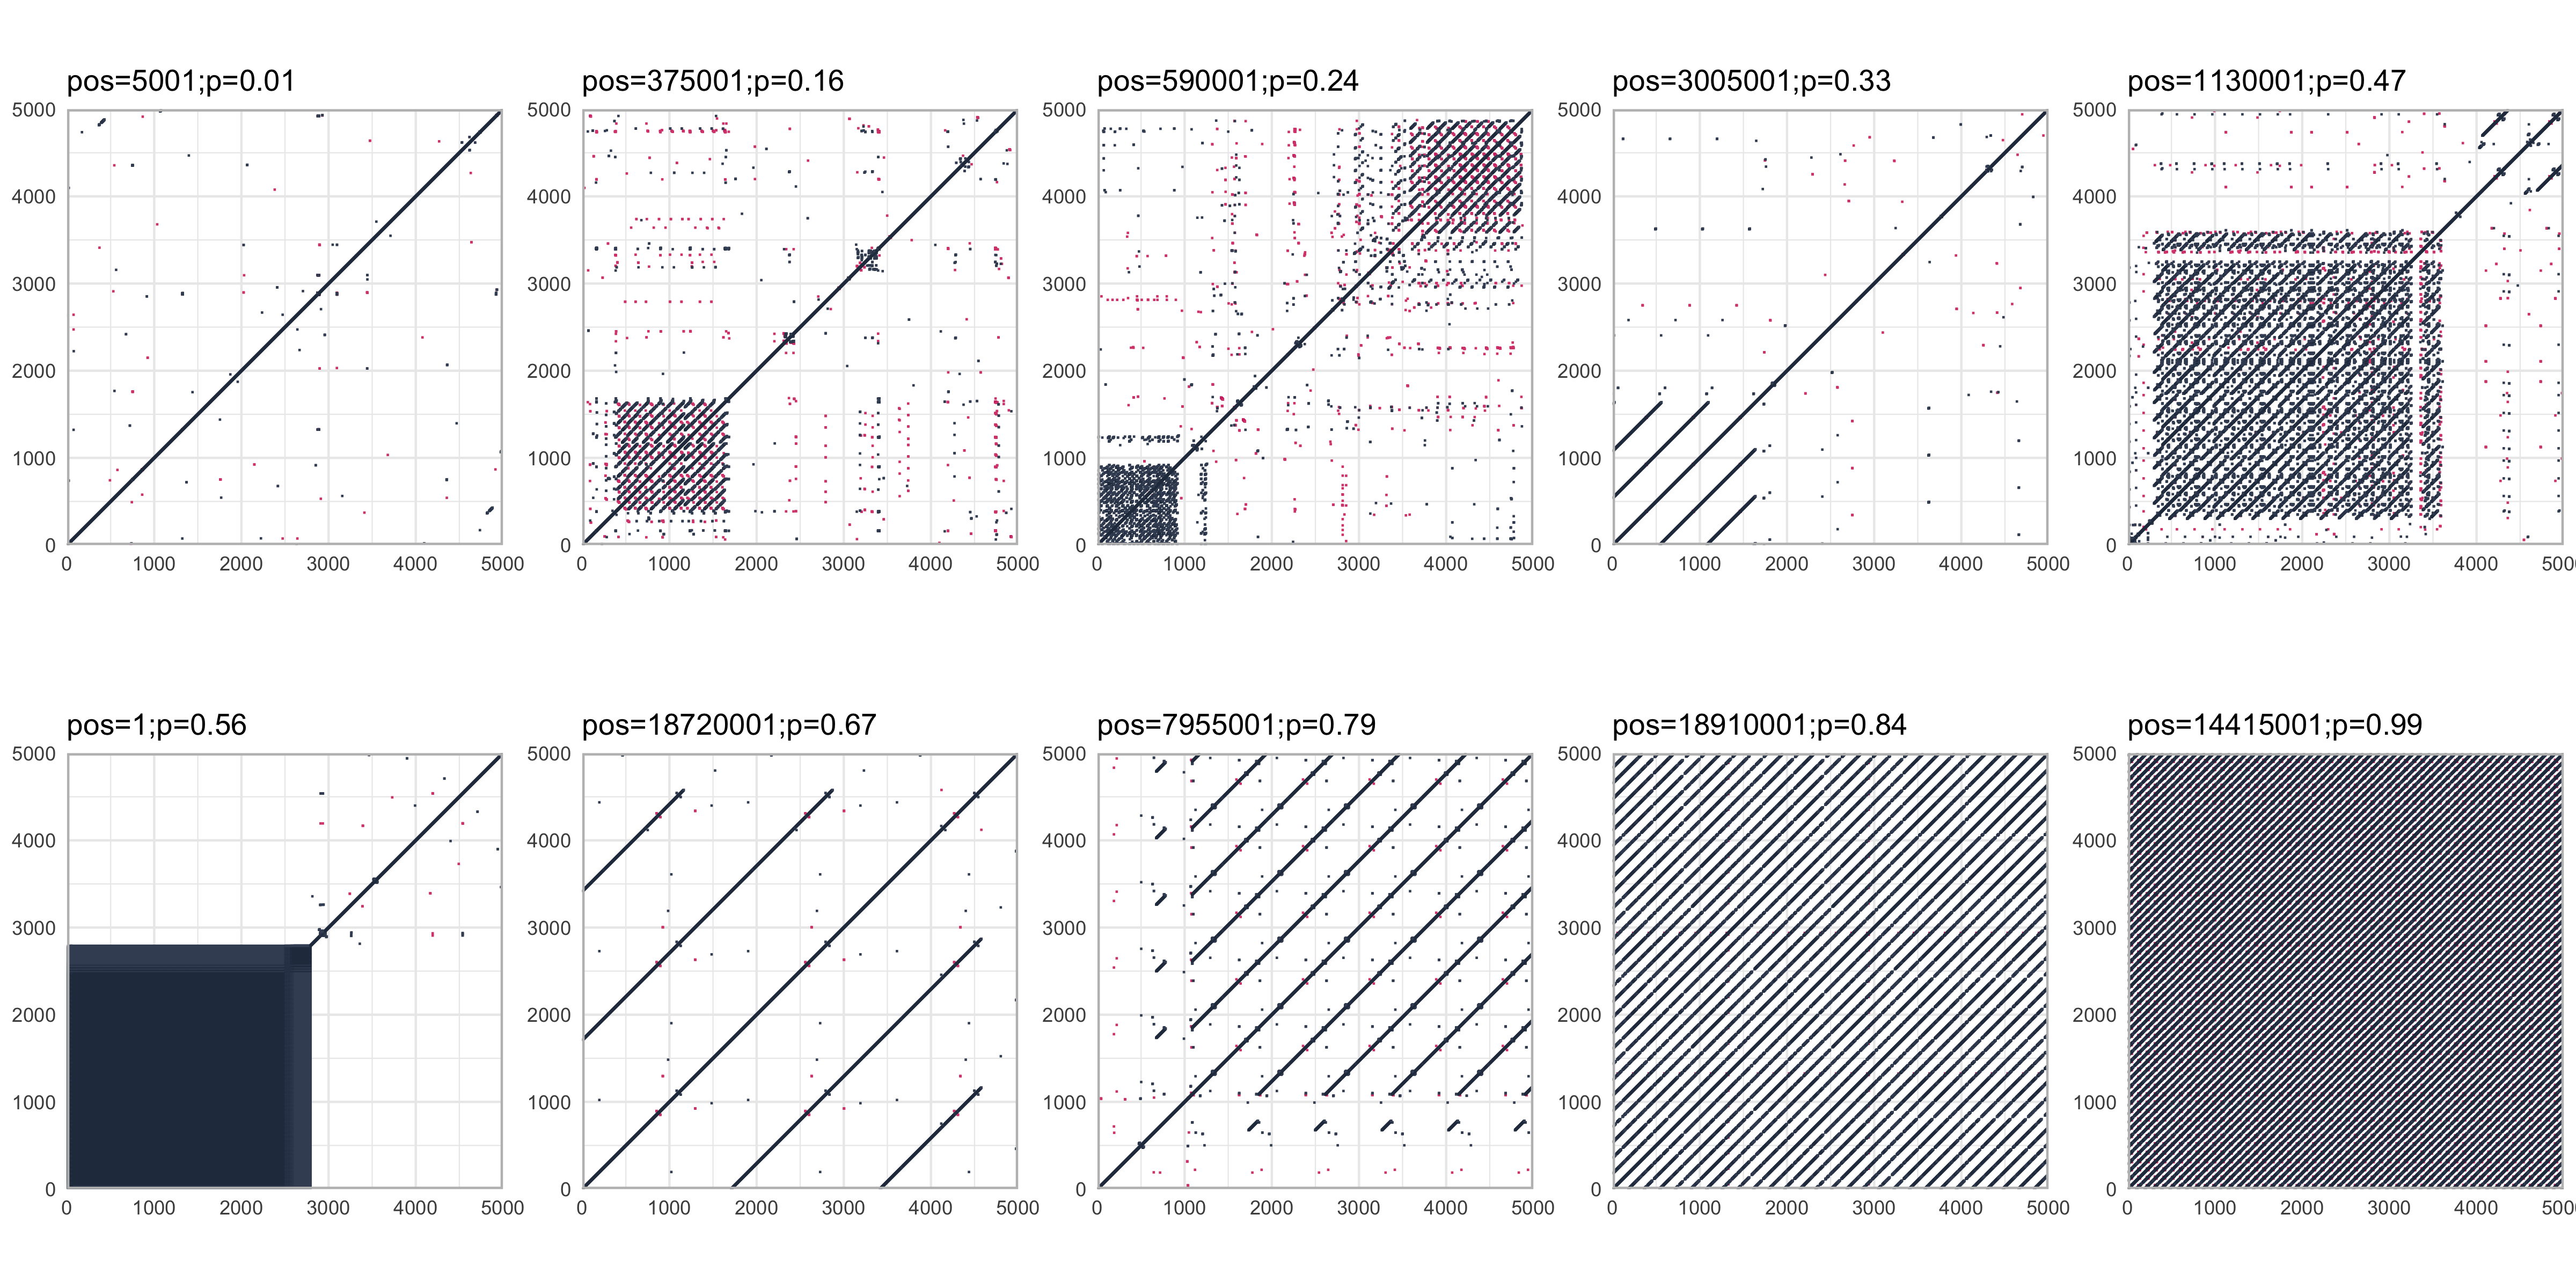 pos=5001;p=0.01
pos=375001;p=0.16
pos=590001;p=0.24
pos=3005001;p=0.33
pos=1130001;p=0.47
5000 5000 5000 5000 5000
4000 4000 4000 4000 4000
3000 3000 3000 3000 3000
2000 2000 2000 2000 2000
1000 1000 1000 1000 1000
0 0 0 0 0
0 1000 2000 3000 4000 5000
0 1000 2000 3000 4000 5000
0 1000 2000 3000 4000 5000
0 1000 2000 3000 4000 5000
0 1000 2000 3000 4000 500
pos=1;p=0.56
pos=18720001;p=0.67
pos=7955001;p=0.79
pos=18910001;p=0.84
pos=14415001;p=0.99
5000 5000 5000 5000 5000
4000 4000 4000 4000 4000
3000 3000 3000 3000 3000
2000 2000 2000 2000 2000
1000 1000 1000 1000 1000
0 0 0 0 0
0 1000 2000 3000 4000 5000
0 1000 2000 3000 4000 5000
0 1000 2000 3000 4000 5000
0 1000 2000 3000 4000 5000
0 1000 2000 3000 4000 500